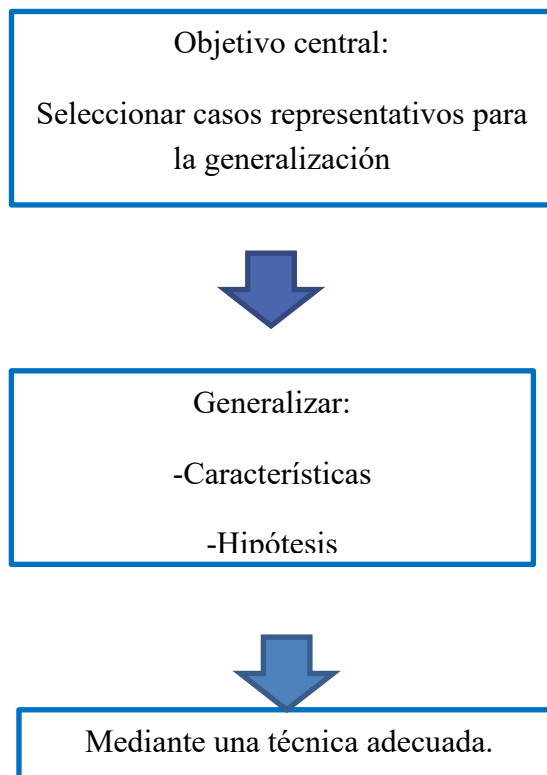 Objetivo central:
Seleccionar casos representativos para
la generalización
Generalizar:
-Características
-Hipótesis
Mediante una técnica adecuada.